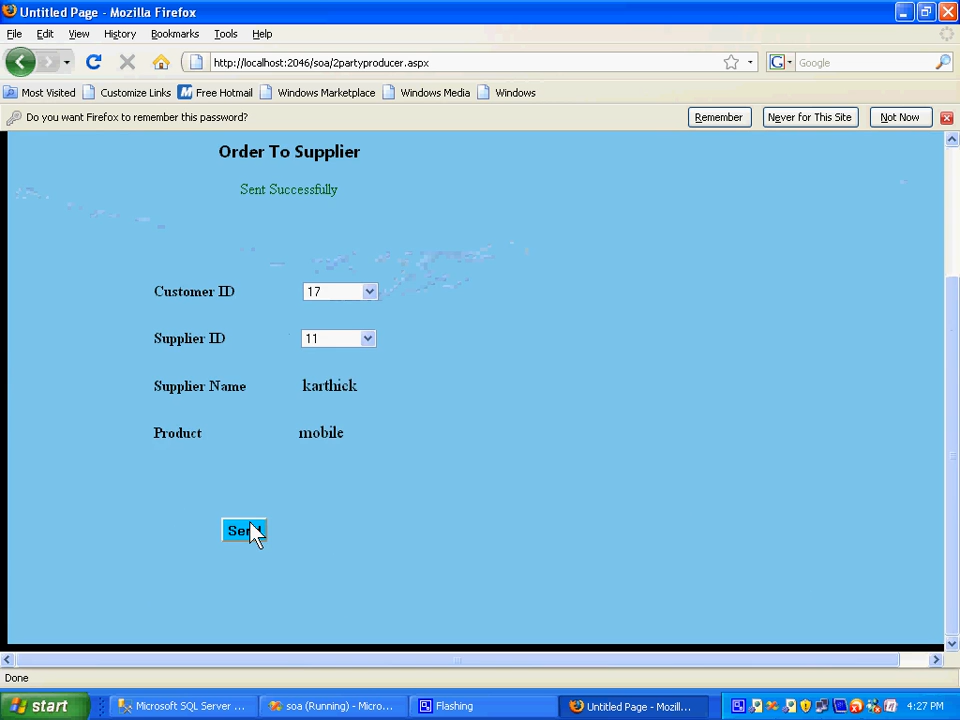 Untitled Page - Mozilla Firefox
File Edit View History Bookmarks Tools Help
http://localhost:2046/soa/2partyproducer.aspx
Google
Most Visited Customize Links Free Hotmail Windows Marketplace Windows Media Windows
Do you want Firefox to remember this password? Remember Never for This Site Not Now
Order To Supplier
Sent Successfully
Customer ID 17
Supplier ID 11
Supplier Name karthick
Product mobile
Done
start Microsoft SQL Server ... soa (Running) - Micro... Flashing Untitled Page - Mozill... 4:27 PM